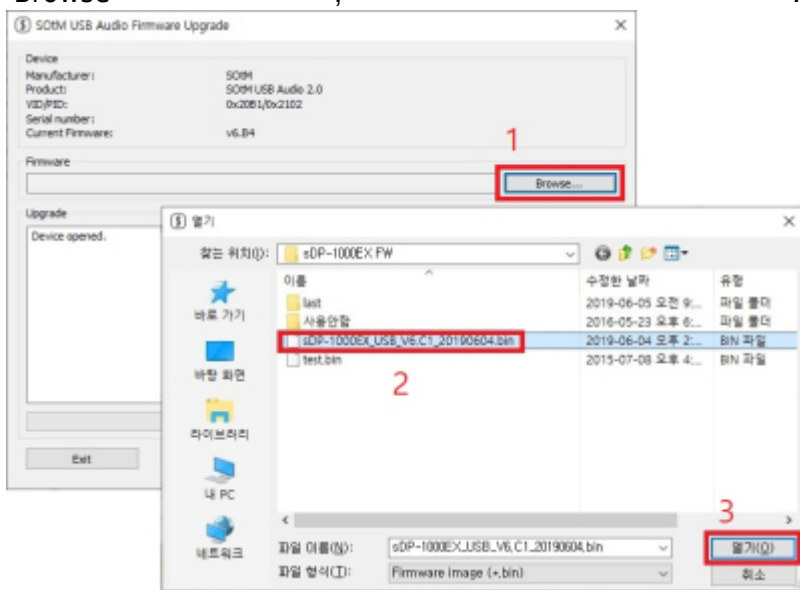 Browse
SOtM USB Audio Firmware Upgrade
Device
Manufacturer: SOtM
Product: SOtM USB Audio 2.0
VID/PID: 0x20B1/0x2102
Serial number:
Current Firmware: v6.B4
1
Firmware
Browse...
Upgrade
Device opened.
Exit
열기
찾는 위치(I): sDP-1000EX FW
이름 수정한 날짜 유형
last 2019-06-05 오전 9:... 파일 폴더
사용안함 2016-05-23 오후 6:... 파일 폴더
sDP-1000EX_USB_V6.C1_20190604.bin 2019-06-04 오후 2:... BIN 파일
test.bin 2015-07-08 오후 4:... BIN 파일
2
바로 가기
바탕 화면
라이브러리
내 PC
네트워크
3
파일 이름(N): sDP-1000EX_USB_V6.C1_20190604.bin 열기(O)
파일 형식(T): Firmware image (*.bin) 취소